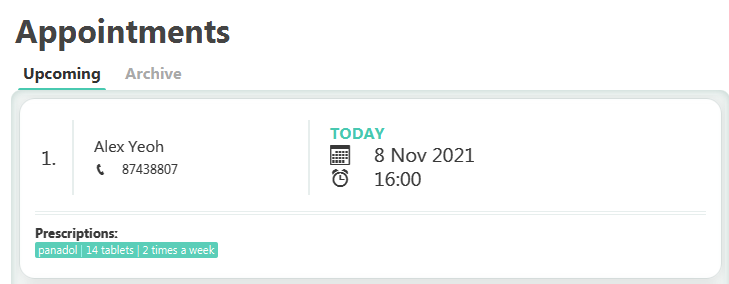 Appointments
Upcoming Archive
1.
Alex Yeoh
87438807
TODAY
8 Nov 2021
16:00
Prescriptions:
panadol | 14 tablets | 2 times a week